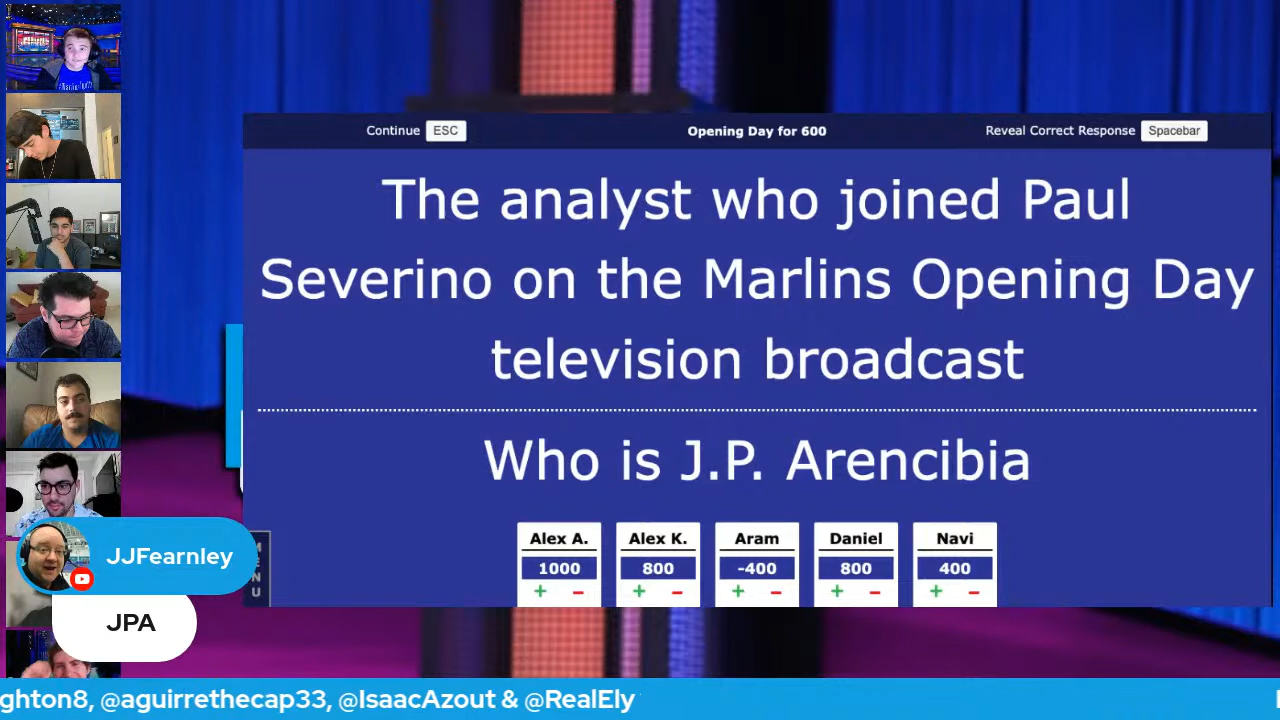 Continue ESC
Opening Day for 600
Reveal Correct Response Spacebar
The analyst who joined Paul
Severino on the Marlins Opening Day
television broadcast
Who is J.P. Arencibia
MENU
Alex A. Alex K. Aram Daniel Navi
1000 800 -400 800 400
+ − + − + − + − + −
JJFearnley
JPA
ghton8, @aguirrethecap33, @IsaacAzout & @RealEly